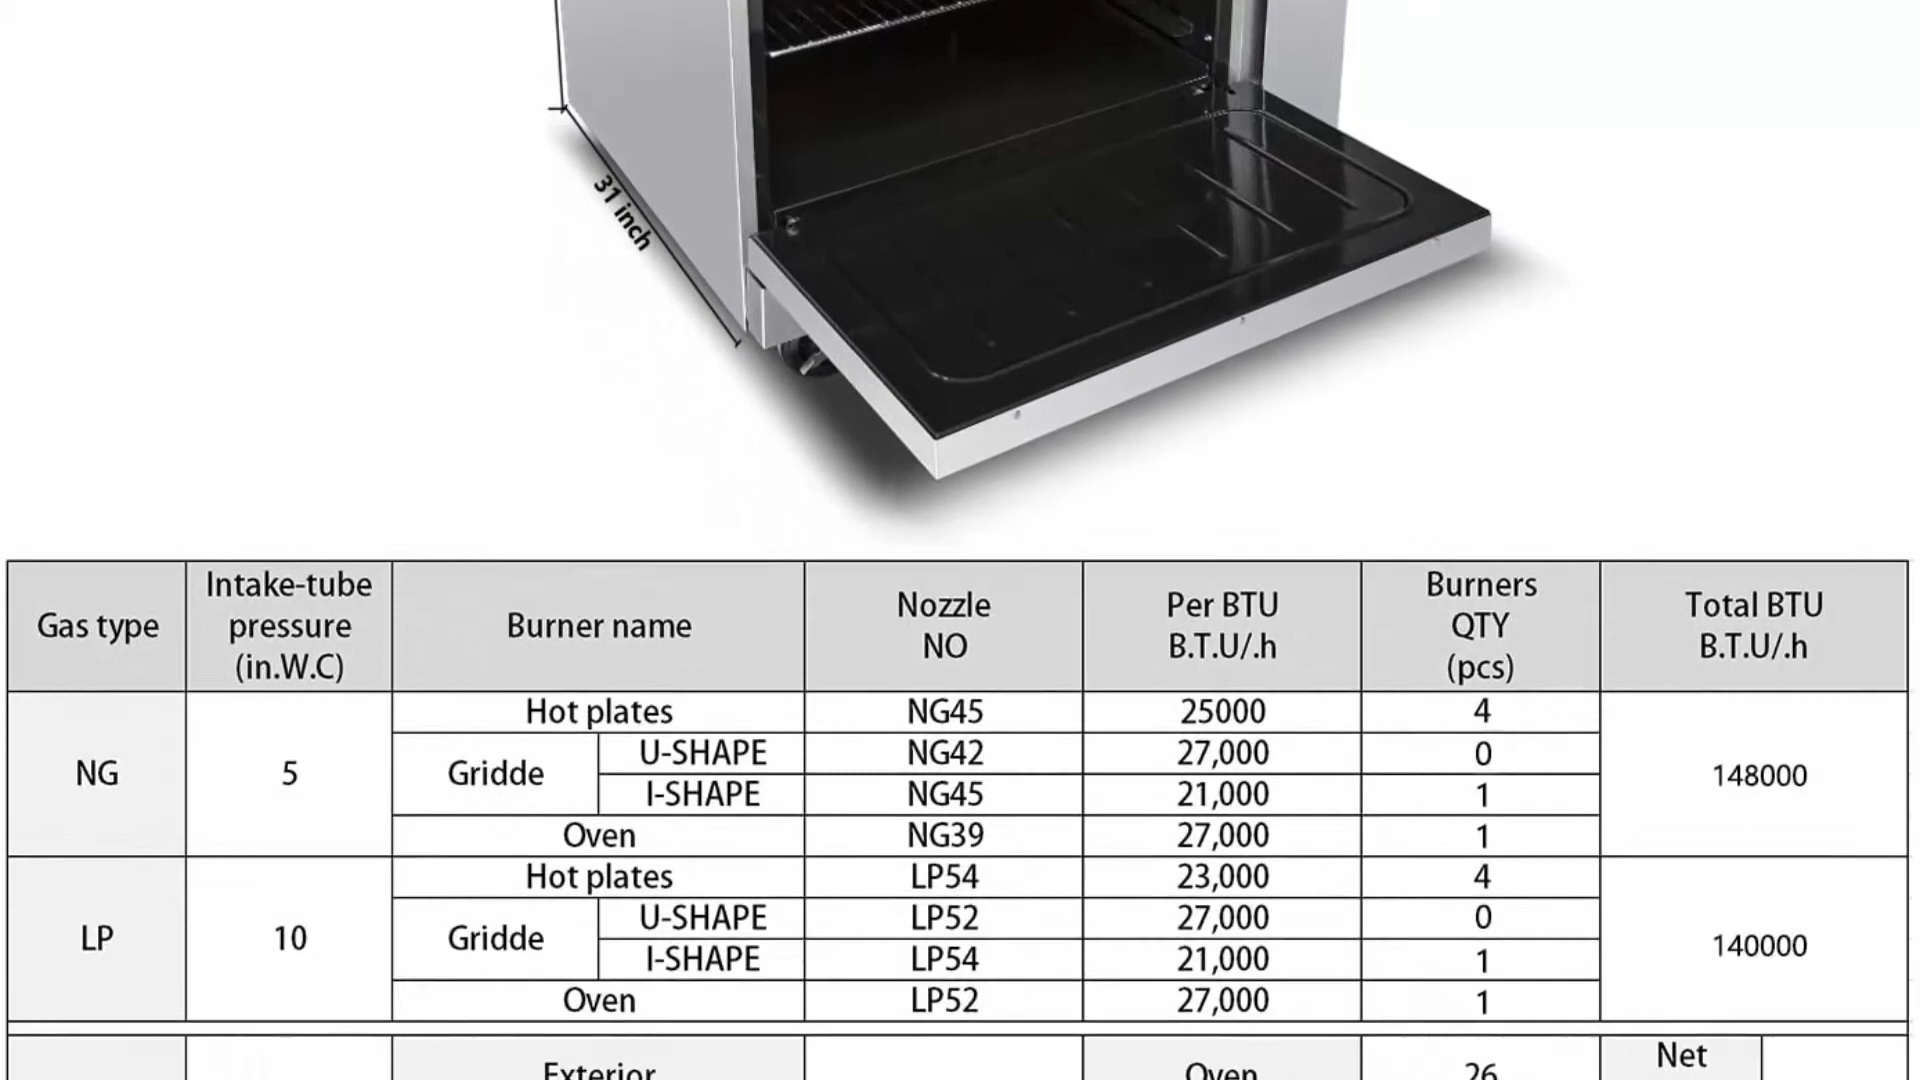 31 inch
Gas type
Intake-tube
pressure
(in.W.C)
Burner name
Nozzle
NO
Per BTU
B.T.U/.h
Burners
QTY
(pcs)
Total BTU
B.T.U/.h
NG
5
Hot plates
NG45
25000
4
148000
Gridde
U-SHAPE
NG42
27,000
0
I-SHAPE
NG45
21,000
1
Oven
NG39
27,000
1
LP
10
Hot plates
LP54
23,000
4
140000
Gridde
U-SHAPE
LP52
27,000
0
I-SHAPE
LP54
21,000
1
Oven
LP52
27,000
1
Exterior
Oven
26
Net